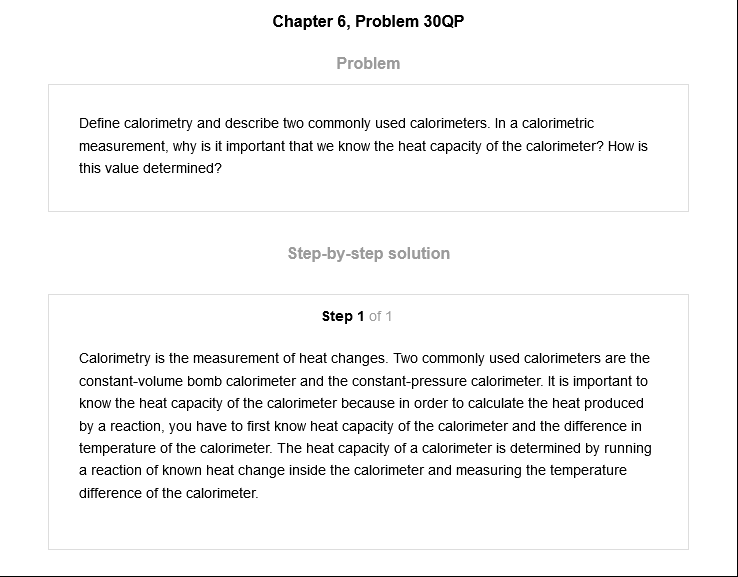 Chapter 6, Problem 30QP
Problem
Define calorimetry and describe two commonly used calorimeters. In a calorimetric
measurement, why is it important that we know the heat capacity of the calorimeter? How is
this value determined?
Step-by-step solution
Step 1 of 1
Calorimetry is the measurement of heat changes. Two commonly used calorimeters are the
constant-volume bomb calorimeter and the constant-pressure calorimeter. It is important to
know the heat capacity of the calorimeter because in order to calculate the heat produced
by a reaction, you have to first know heat capacity of the calorimeter and the difference in
temperature of the calorimeter. The heat capacity of a calorimeter is determined by running
a reaction of known heat change inside the calorimeter and measuring the temperature
difference of the calorimeter.